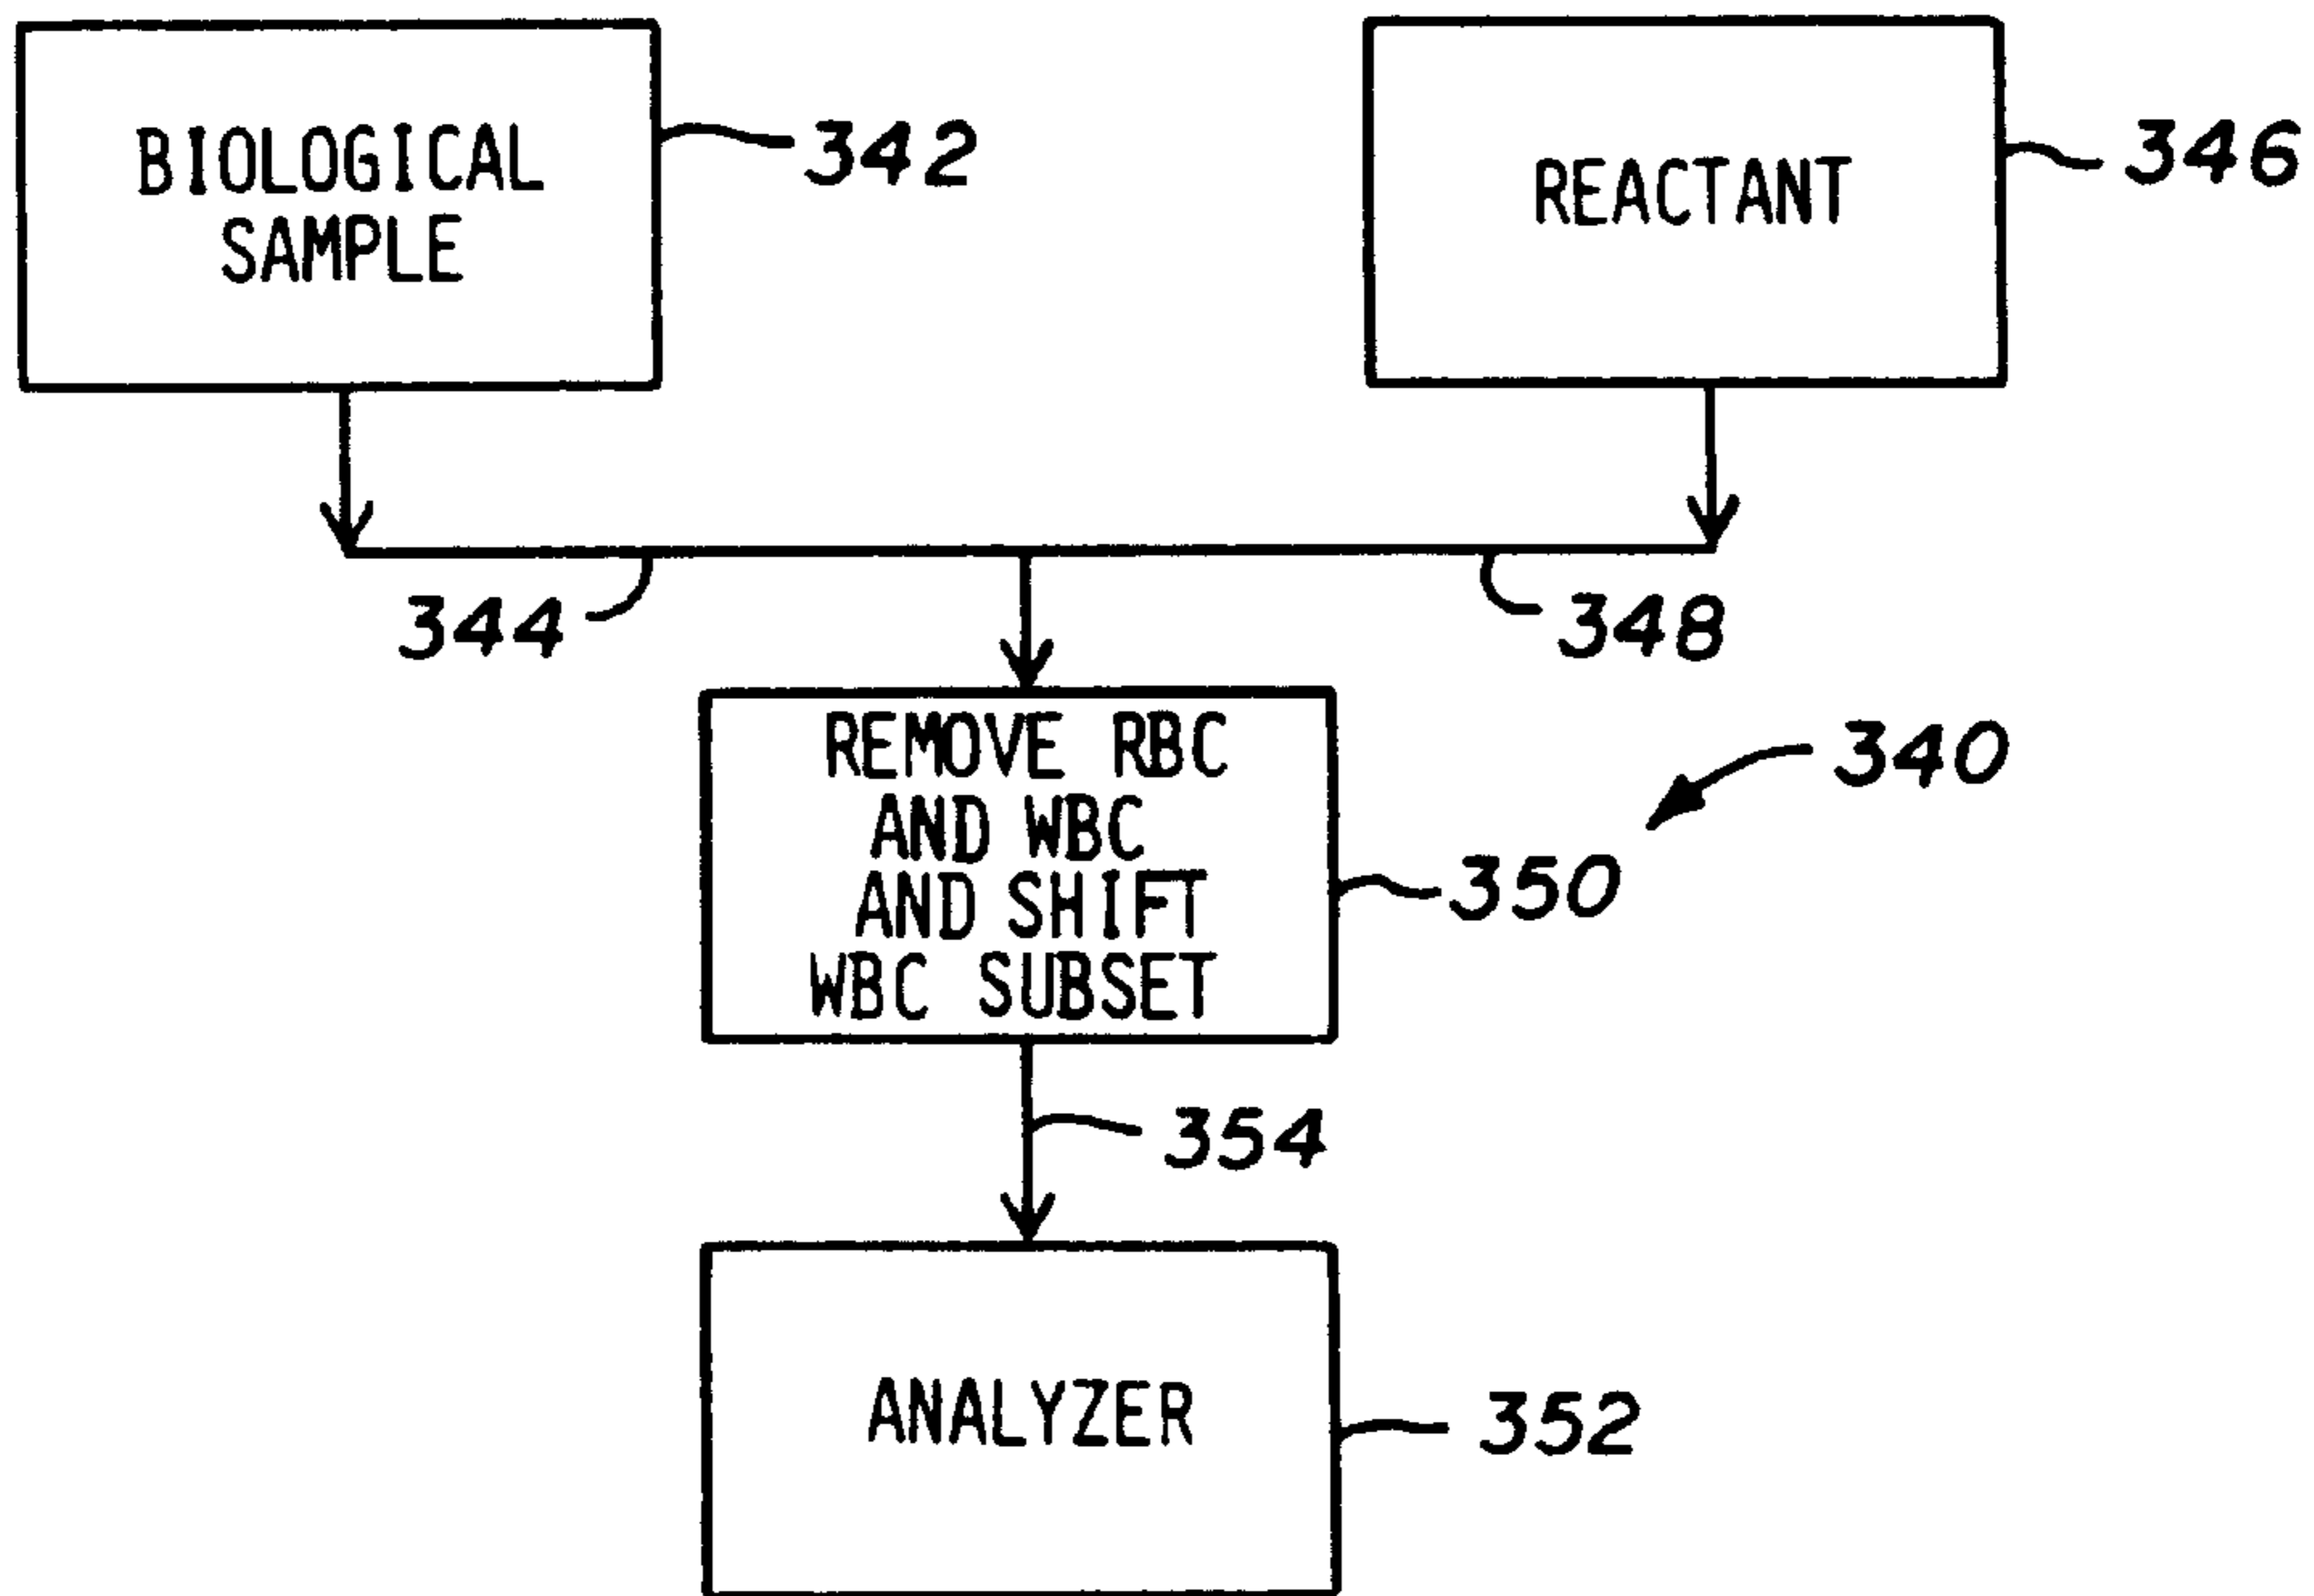 BIOLOGICAL
SAMPLE
342
REACTANT
346
344
348
REMOVE RBC
AND WBC
AND SHIFT
WBC SUBSET
340
350
354
ANALYZER
352